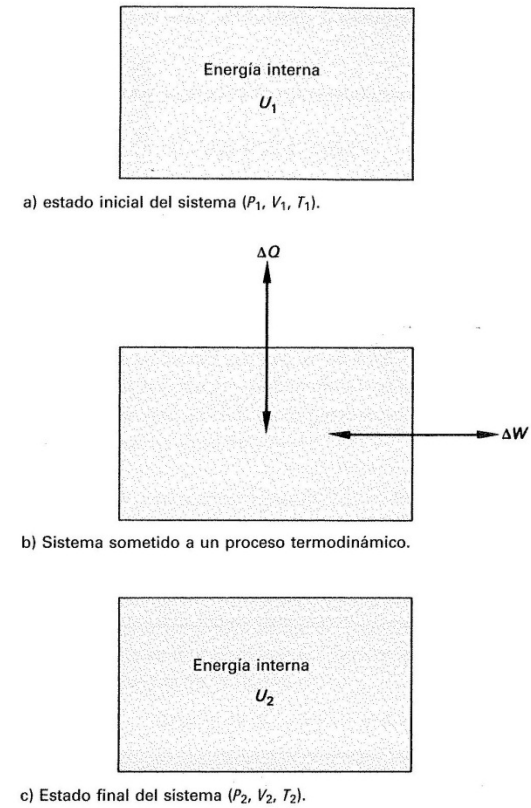 Energía interna
U₁
a) estado inicial del sistema (P₁, V₁, T₁).
ΔQ
ΔW
b) Sistema sometido a un proceso termodinámico.
Energía interna
U₂
c) Estado final del sistema (P₂, V₂, T₂).